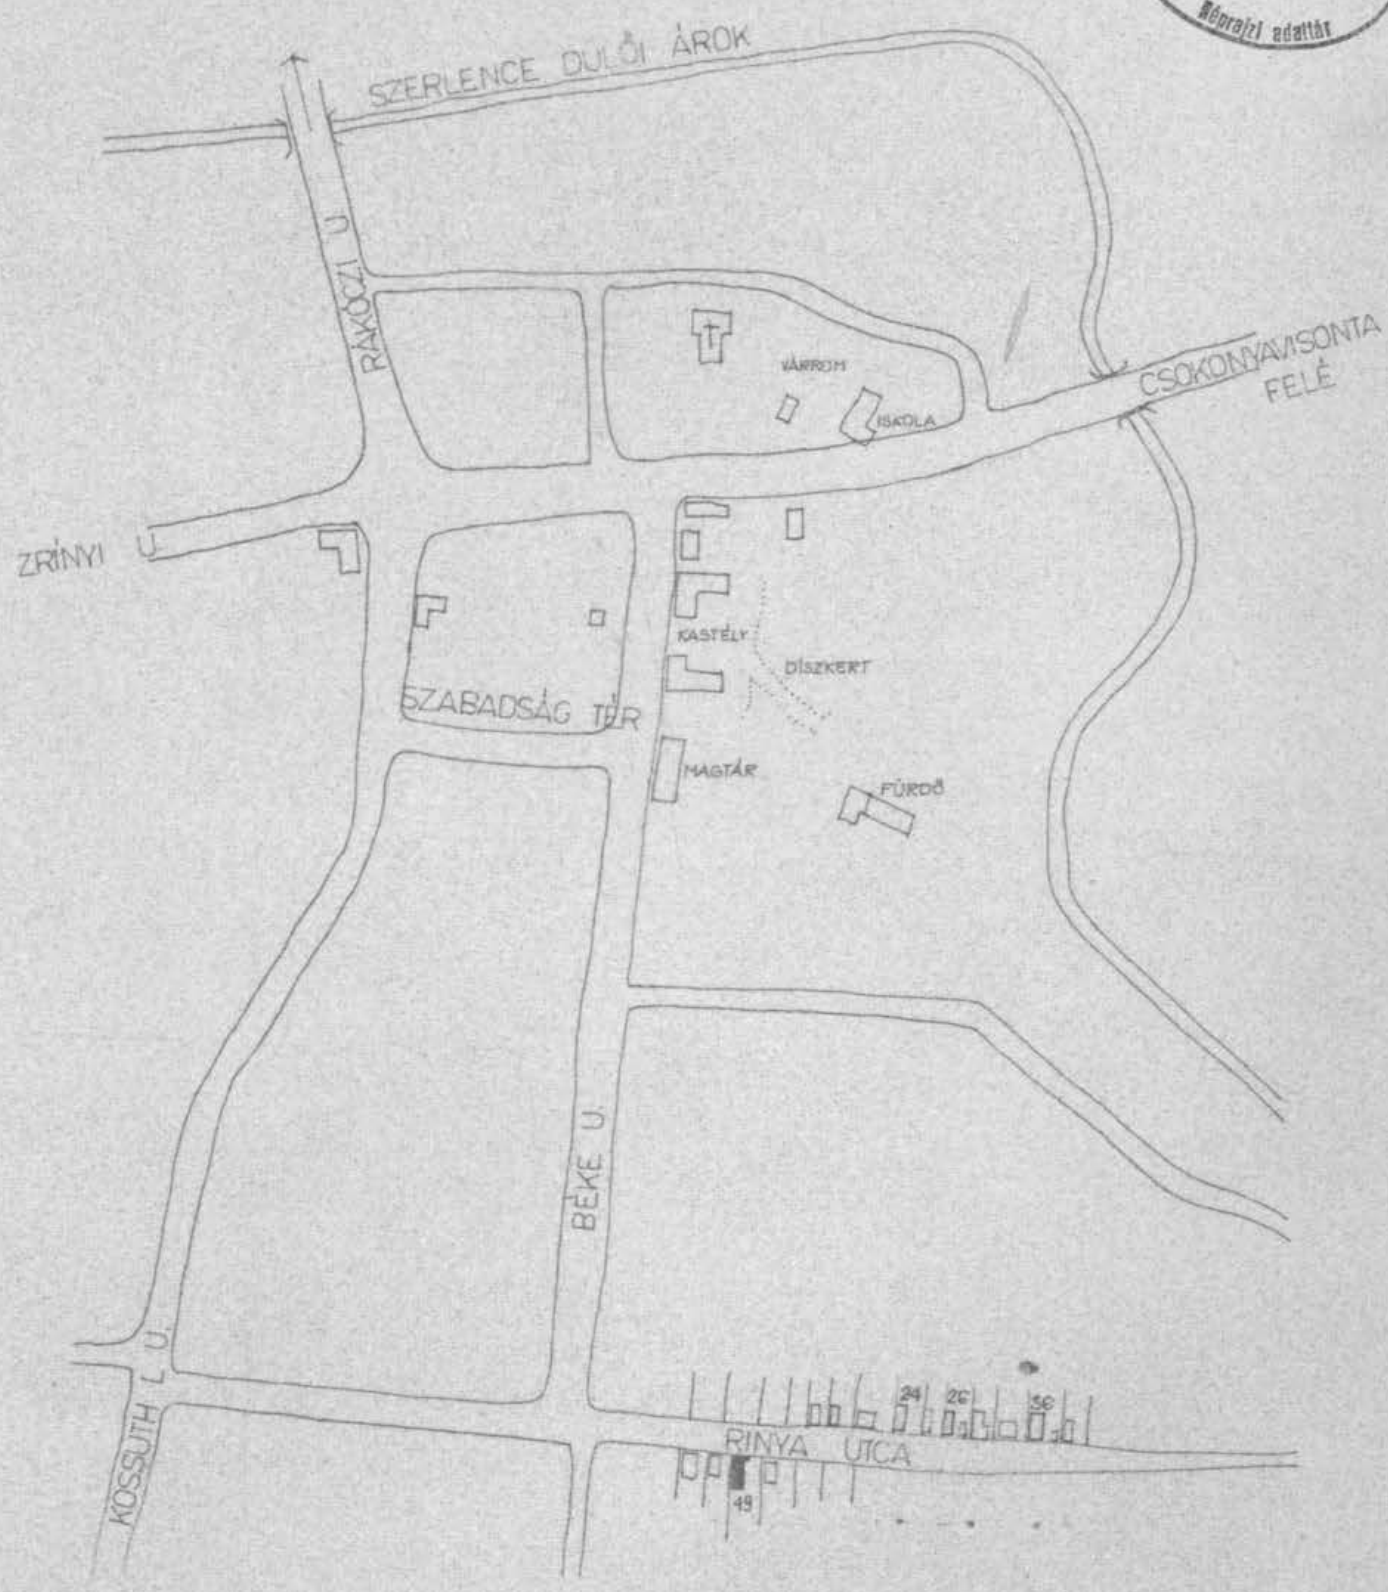 Néprajzi adattár
SZERLENCE DULŐI ÁROK
RÁKÓCZI U
VÁRROM
ISKOLA
CSOKONYAVISONTA
FELÉ
ZRÍNYI U
KASTÉLY
DÍSZKERT
SZABADSÁG TÉR
MAGTÁR
FÜRDŐ
BÉKE U.
KOSSUTH L U.
24
26
36
RINYA UTCA
49